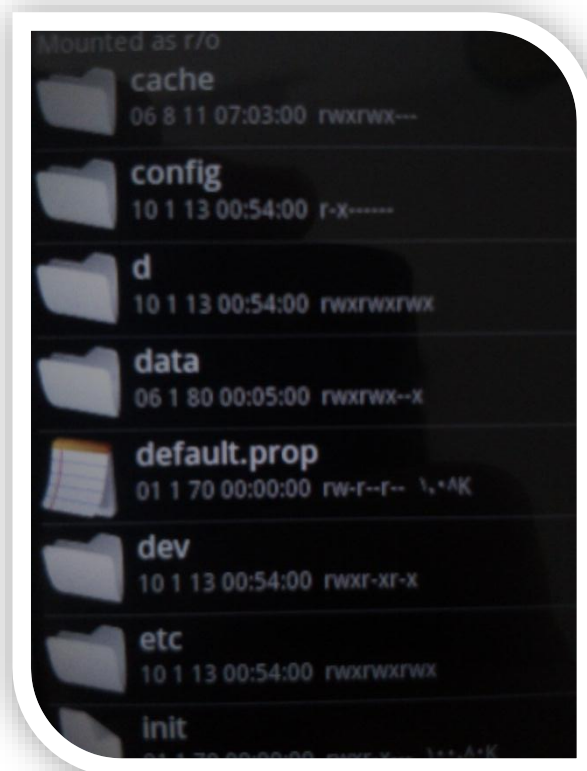 Mounted as r/o
cache
06 8 11 07:03:00 rwxrwx---
config
10 1 13 00:54:00 r-x------
d
10 1 13 00:54:00 rwxrwxrwx
data
06 1 80 00:05:00 rwxrwx--x
default.prop
01 1 70 00:00:00 rw-r--r-- ١,٠٨K
dev
10 1 13 00:54:00 rwxr-xr-x
etc
10 1 13 00:54:00 rwxrwxrwx
init